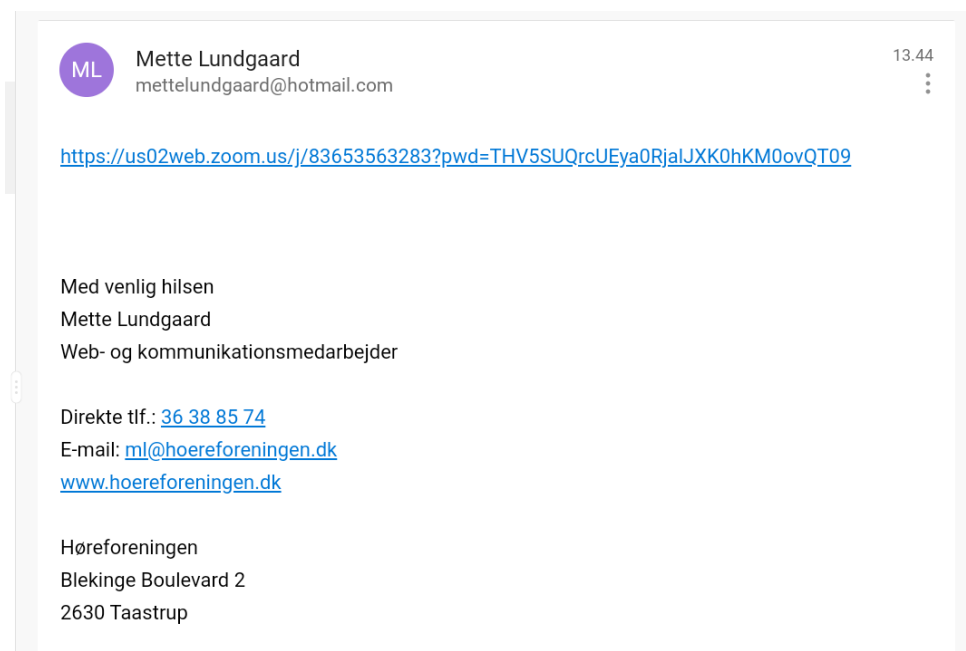 ML
Mette Lundgaard
13.44
mettelundgaard@hotmail.com
https://us02web.zoom.us/j/83653563283?pwd=THV5SUQrcUEya0RjalJXK0hKM0ovQT09
Med venlig hilsen
Mette Lundgaard
Web- og kommunikationsmedarbejder
Direkte tlf.: 36 38 85 74
E-mail: ml@hoereforeningen.dk
www.hoereforeningen.dk
Høreforeningen
Blekinge Boulevard 2
2630 Taastrup